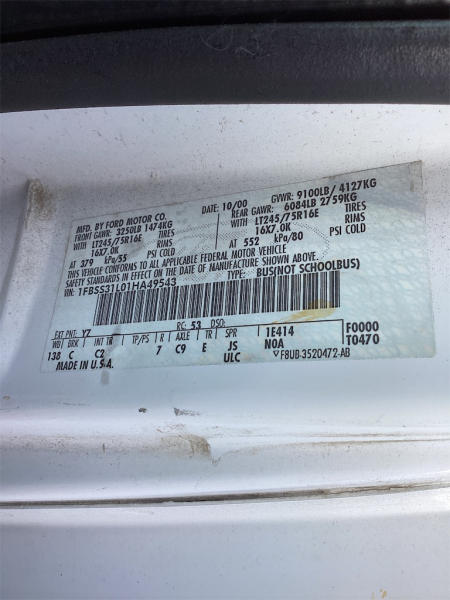 MFD. BY FORD MOTOR CO.
DATE: 10/00 GVWR: 9100LB/ 4127KG
FRONT GAWR: 3250LB 1474KG REAR GAWR: 6084LB 2759KG
LT245/75R16E TIRES LT245/75R16E TIRES
16X7.0K RIMS 16X7.0K RIMS
AT 379 kPa/55 PSI COLD AT 552 kPa/80 PSI COLD
THIS VEHICLE CONFORMS TO ALL APPLICABLE FEDERAL MOTOR VEHICLE
SAFETY STANDARDS IN EFFECT ON THE DATE OF MANUFACTURE SHOWN ABOVE.
VIN: 1FBSS31L01HA49543 TYPE: BUS(NOT SCHOOLBUS)
EXT PNT: YZ RC: 53 DSO:
WB BRK INT TR TP/PS R AXLE TR SPR 1E414 F0000
138 C C2 7 C9 E JS N0A T0470
ULC
MADE IN U.S.A. F8UB-3520472-AB